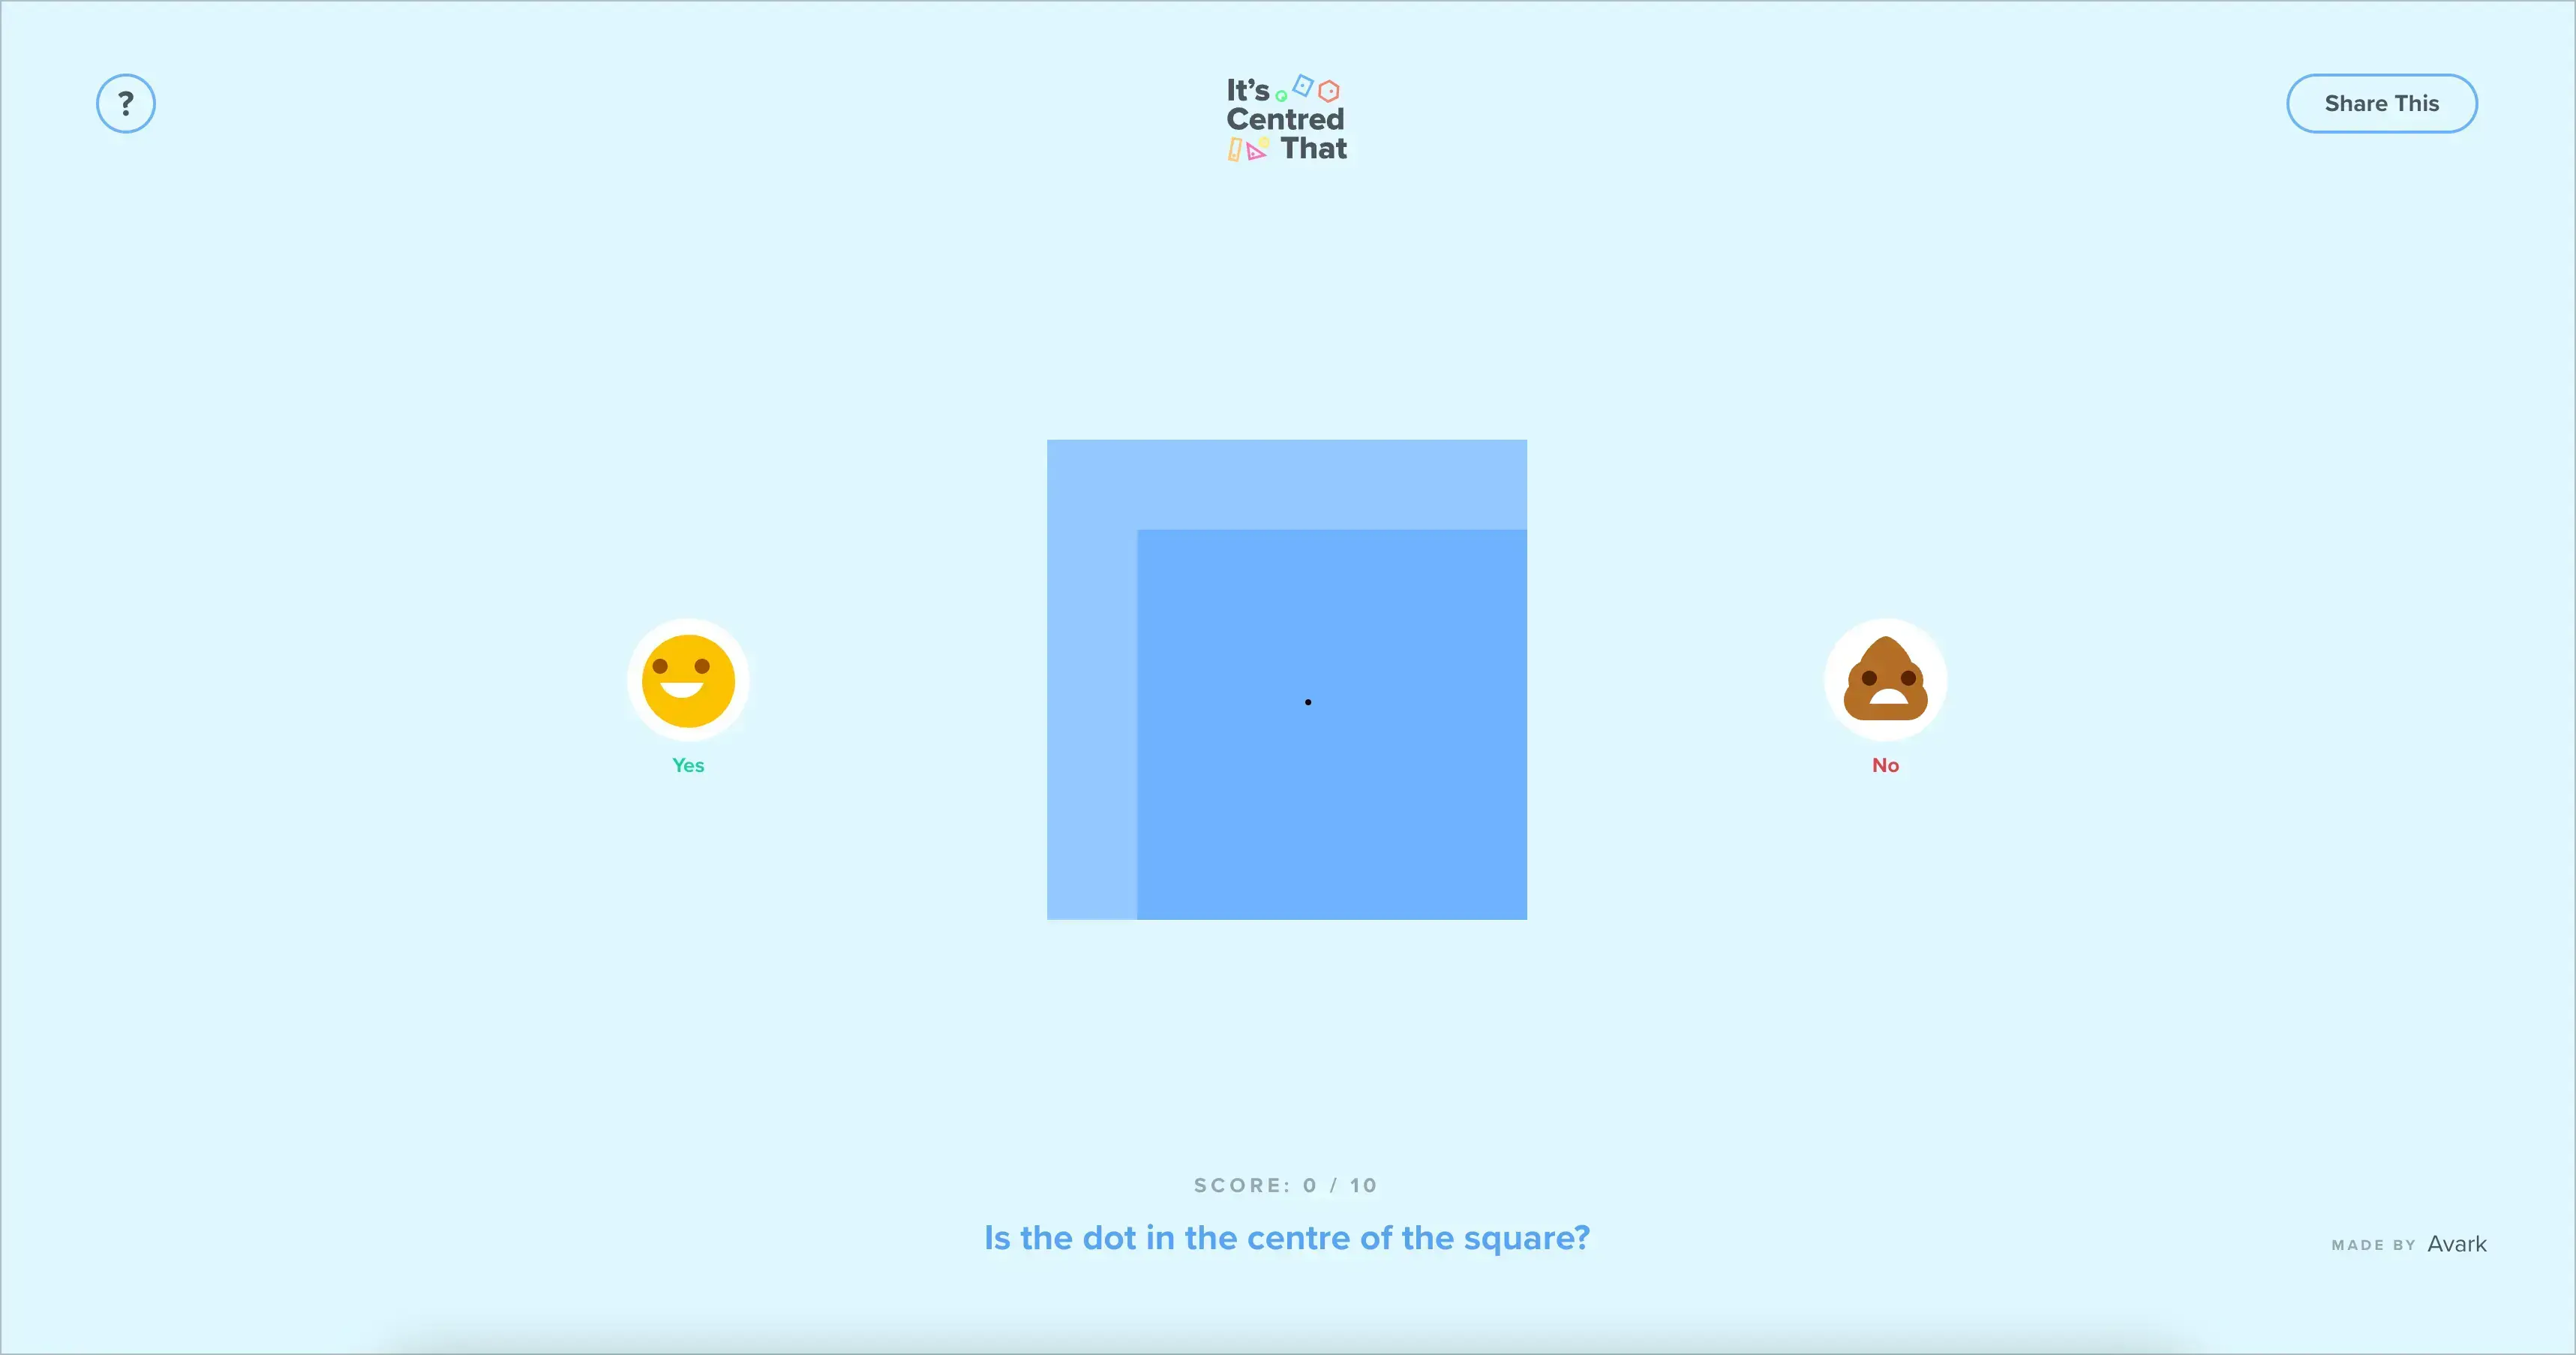 ?
It's
Centred
That
Share This
Yes
No
SCORE: 0 / 10
Is the dot in the centre of the square?
MADE BY Avark